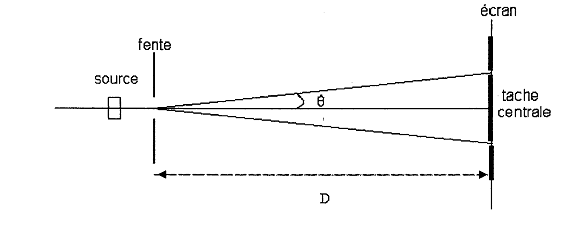 écran
fente
source
θ
tache
centrale
D